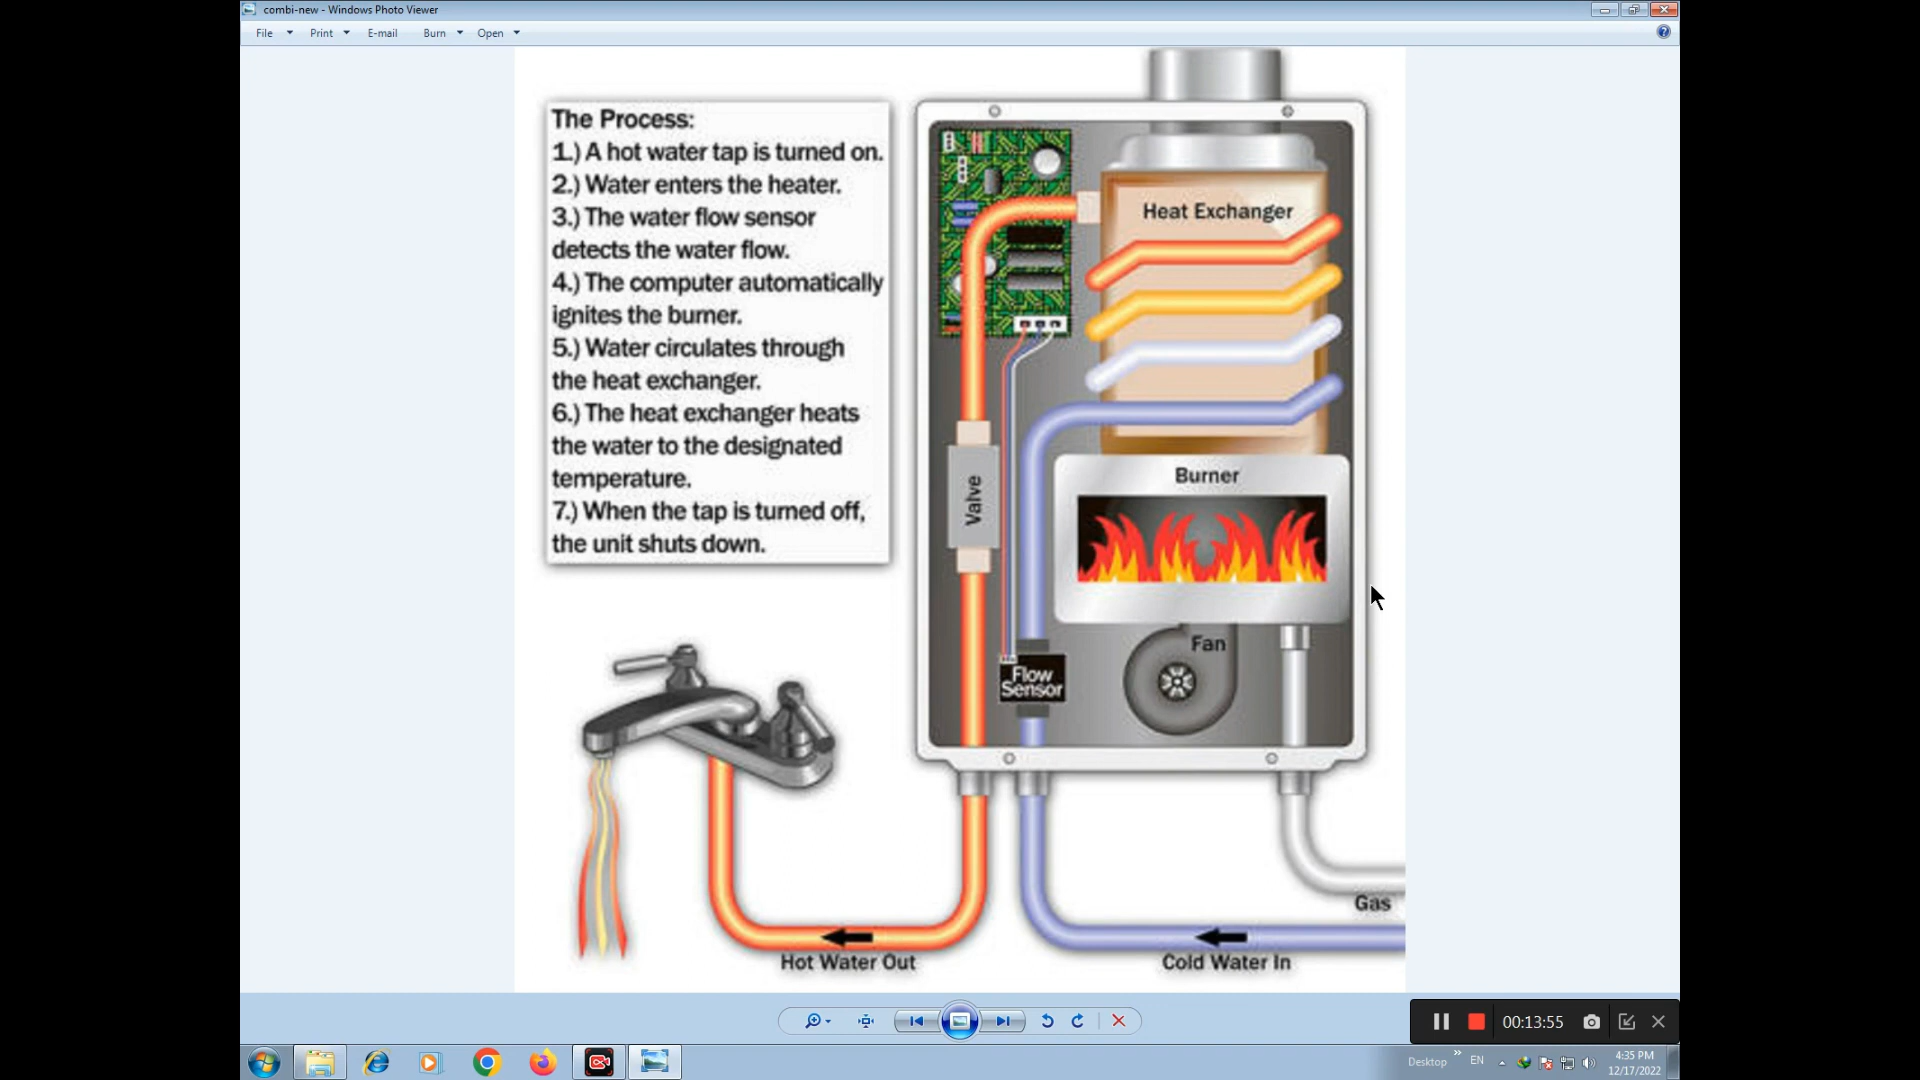 combi-new - Windows Photo Viewer
File Print E-mail Burn Open
The Process:
1.) A hot water tap is turned on.
2.) Water enters the heater.
3.) The water flow sensor
detects the water flow.
4.) The computer automatically
ignites the burner.
5.) Water circulates through
the heat exchanger.
6.) The heat exchanger heats
the water to the designated
temperature.
7.) When the tap is turned off,
the unit shuts down.
Heat Exchanger
Burner
Valve
Fan
Flow
Sensor
Gas
Hot Water Out
Cold Water In
00:13:55
Desktop
EN
4:35 PM
12/17/2022